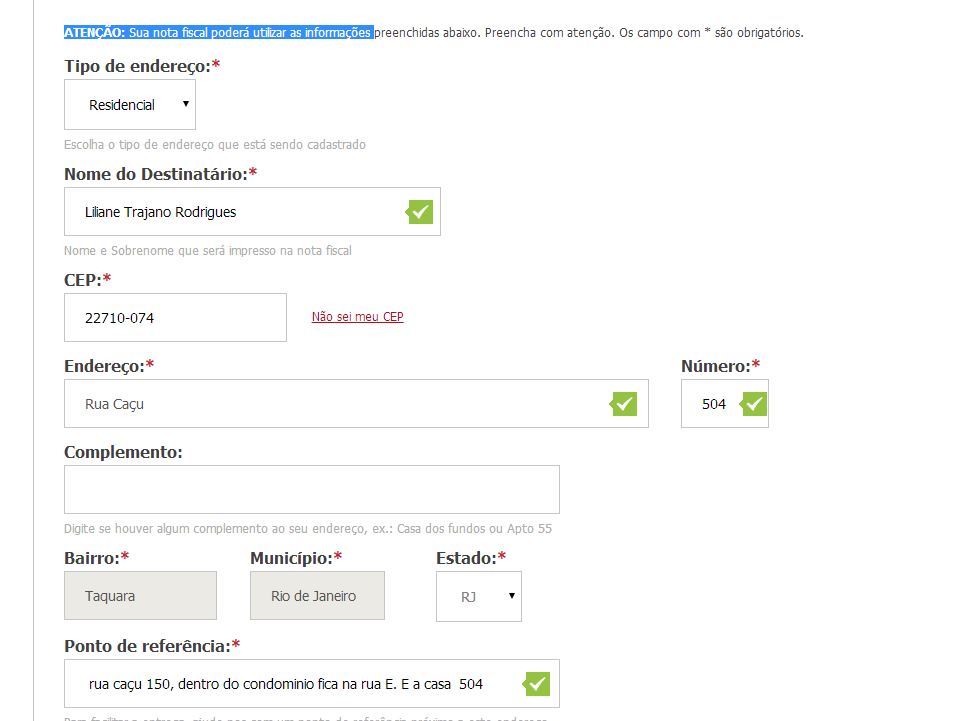 ATENÇÃO: Sua nota fiscal poderá utilizar as informações preenchidas abaixo. Preencha com atenção. Os campo com * são obrigatórios.
Tipo de endereço:*
Residencial
Escolha o tipo de endereço que está sendo cadastrado
Nome do Destinatário:*
Liliane Trajano Rodrigues
Nome e Sobrenome que será impresso na nota fiscal
CEP:*
22710-074 Não sei meu CEP
Endereço:* Número:*
Rua Caçu 504
Complemento:
Digite se houver algum complemento ao seu endereço, ex.: Casa dos fundos ou Apto 55
Bairro:* Município:* Estado:*
Taquara Rio de Janeiro RJ
Ponto de referência:*
rua caçu 150, dentro do condominio fica na rua E. E a casa 504